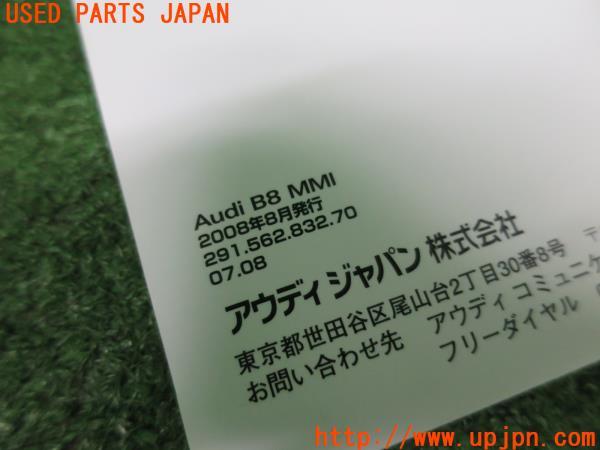 USED PARTS JAPAN
Audi B8 MMI
2008年8月発行
291.562.832.70
07.08
アウディ ジャパン 株式会社
東京都世田谷区尾山台2丁目30番8号 〒
お問い合わせ先 アウディ コミュニケ
フリーダイヤル
http://www.upjpn.com/